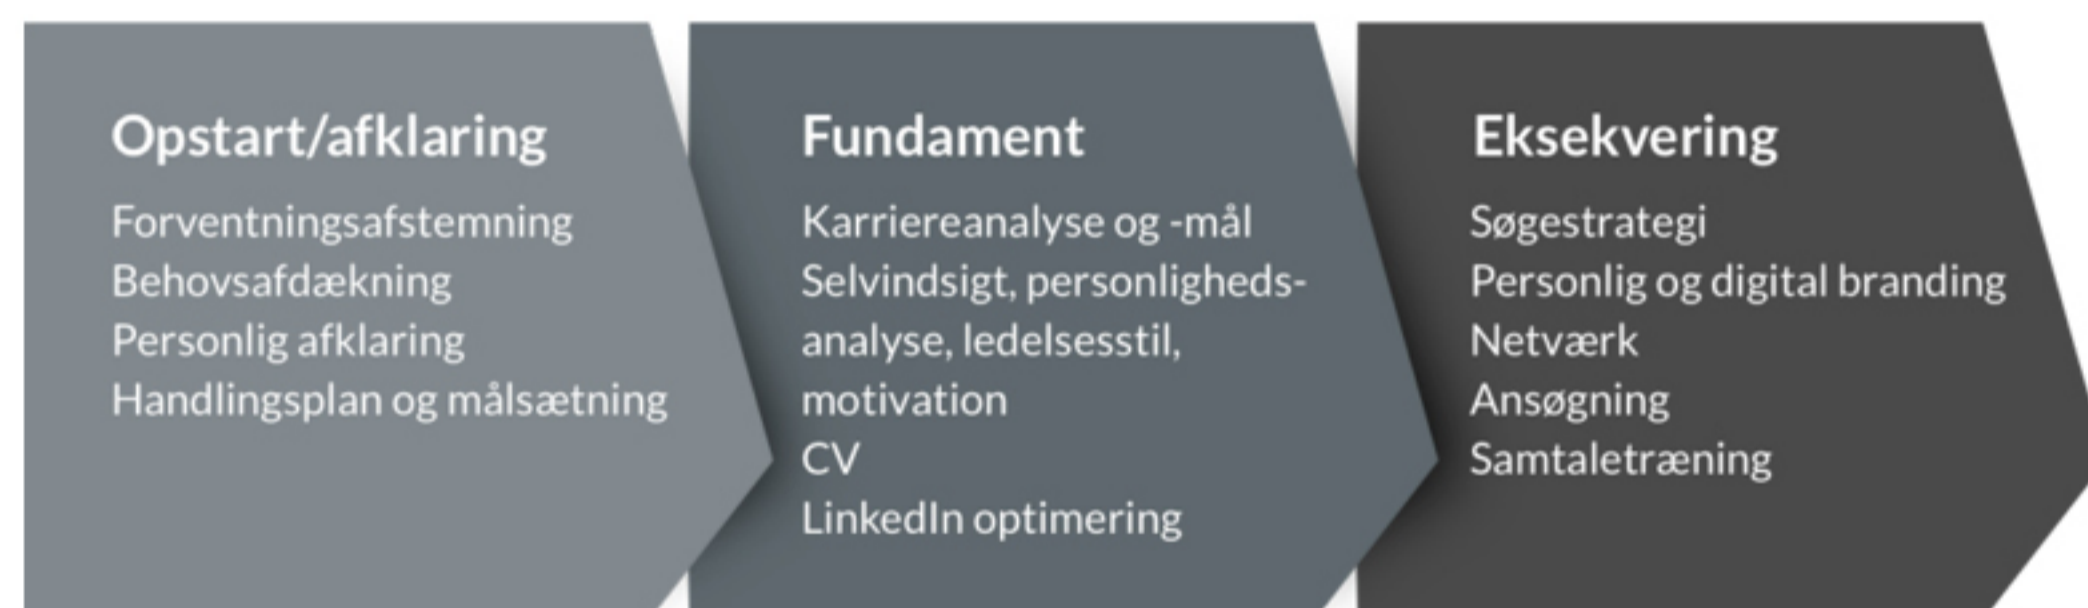 Opstart/afklaring
Forventningsafstemning
Behovsafdækning
Personlig afklaring
Handlingsplan og målsætning
Fundament
Karriereanalyse og -mål
Selvindsigt, personligheds-
analyse, ledelsesstil,
motivation
CV
LinkedIn optimering
Eksekvering
Søgestrategi
Personlig og digital branding
Netværk
Ansøgning
Samtaletræning